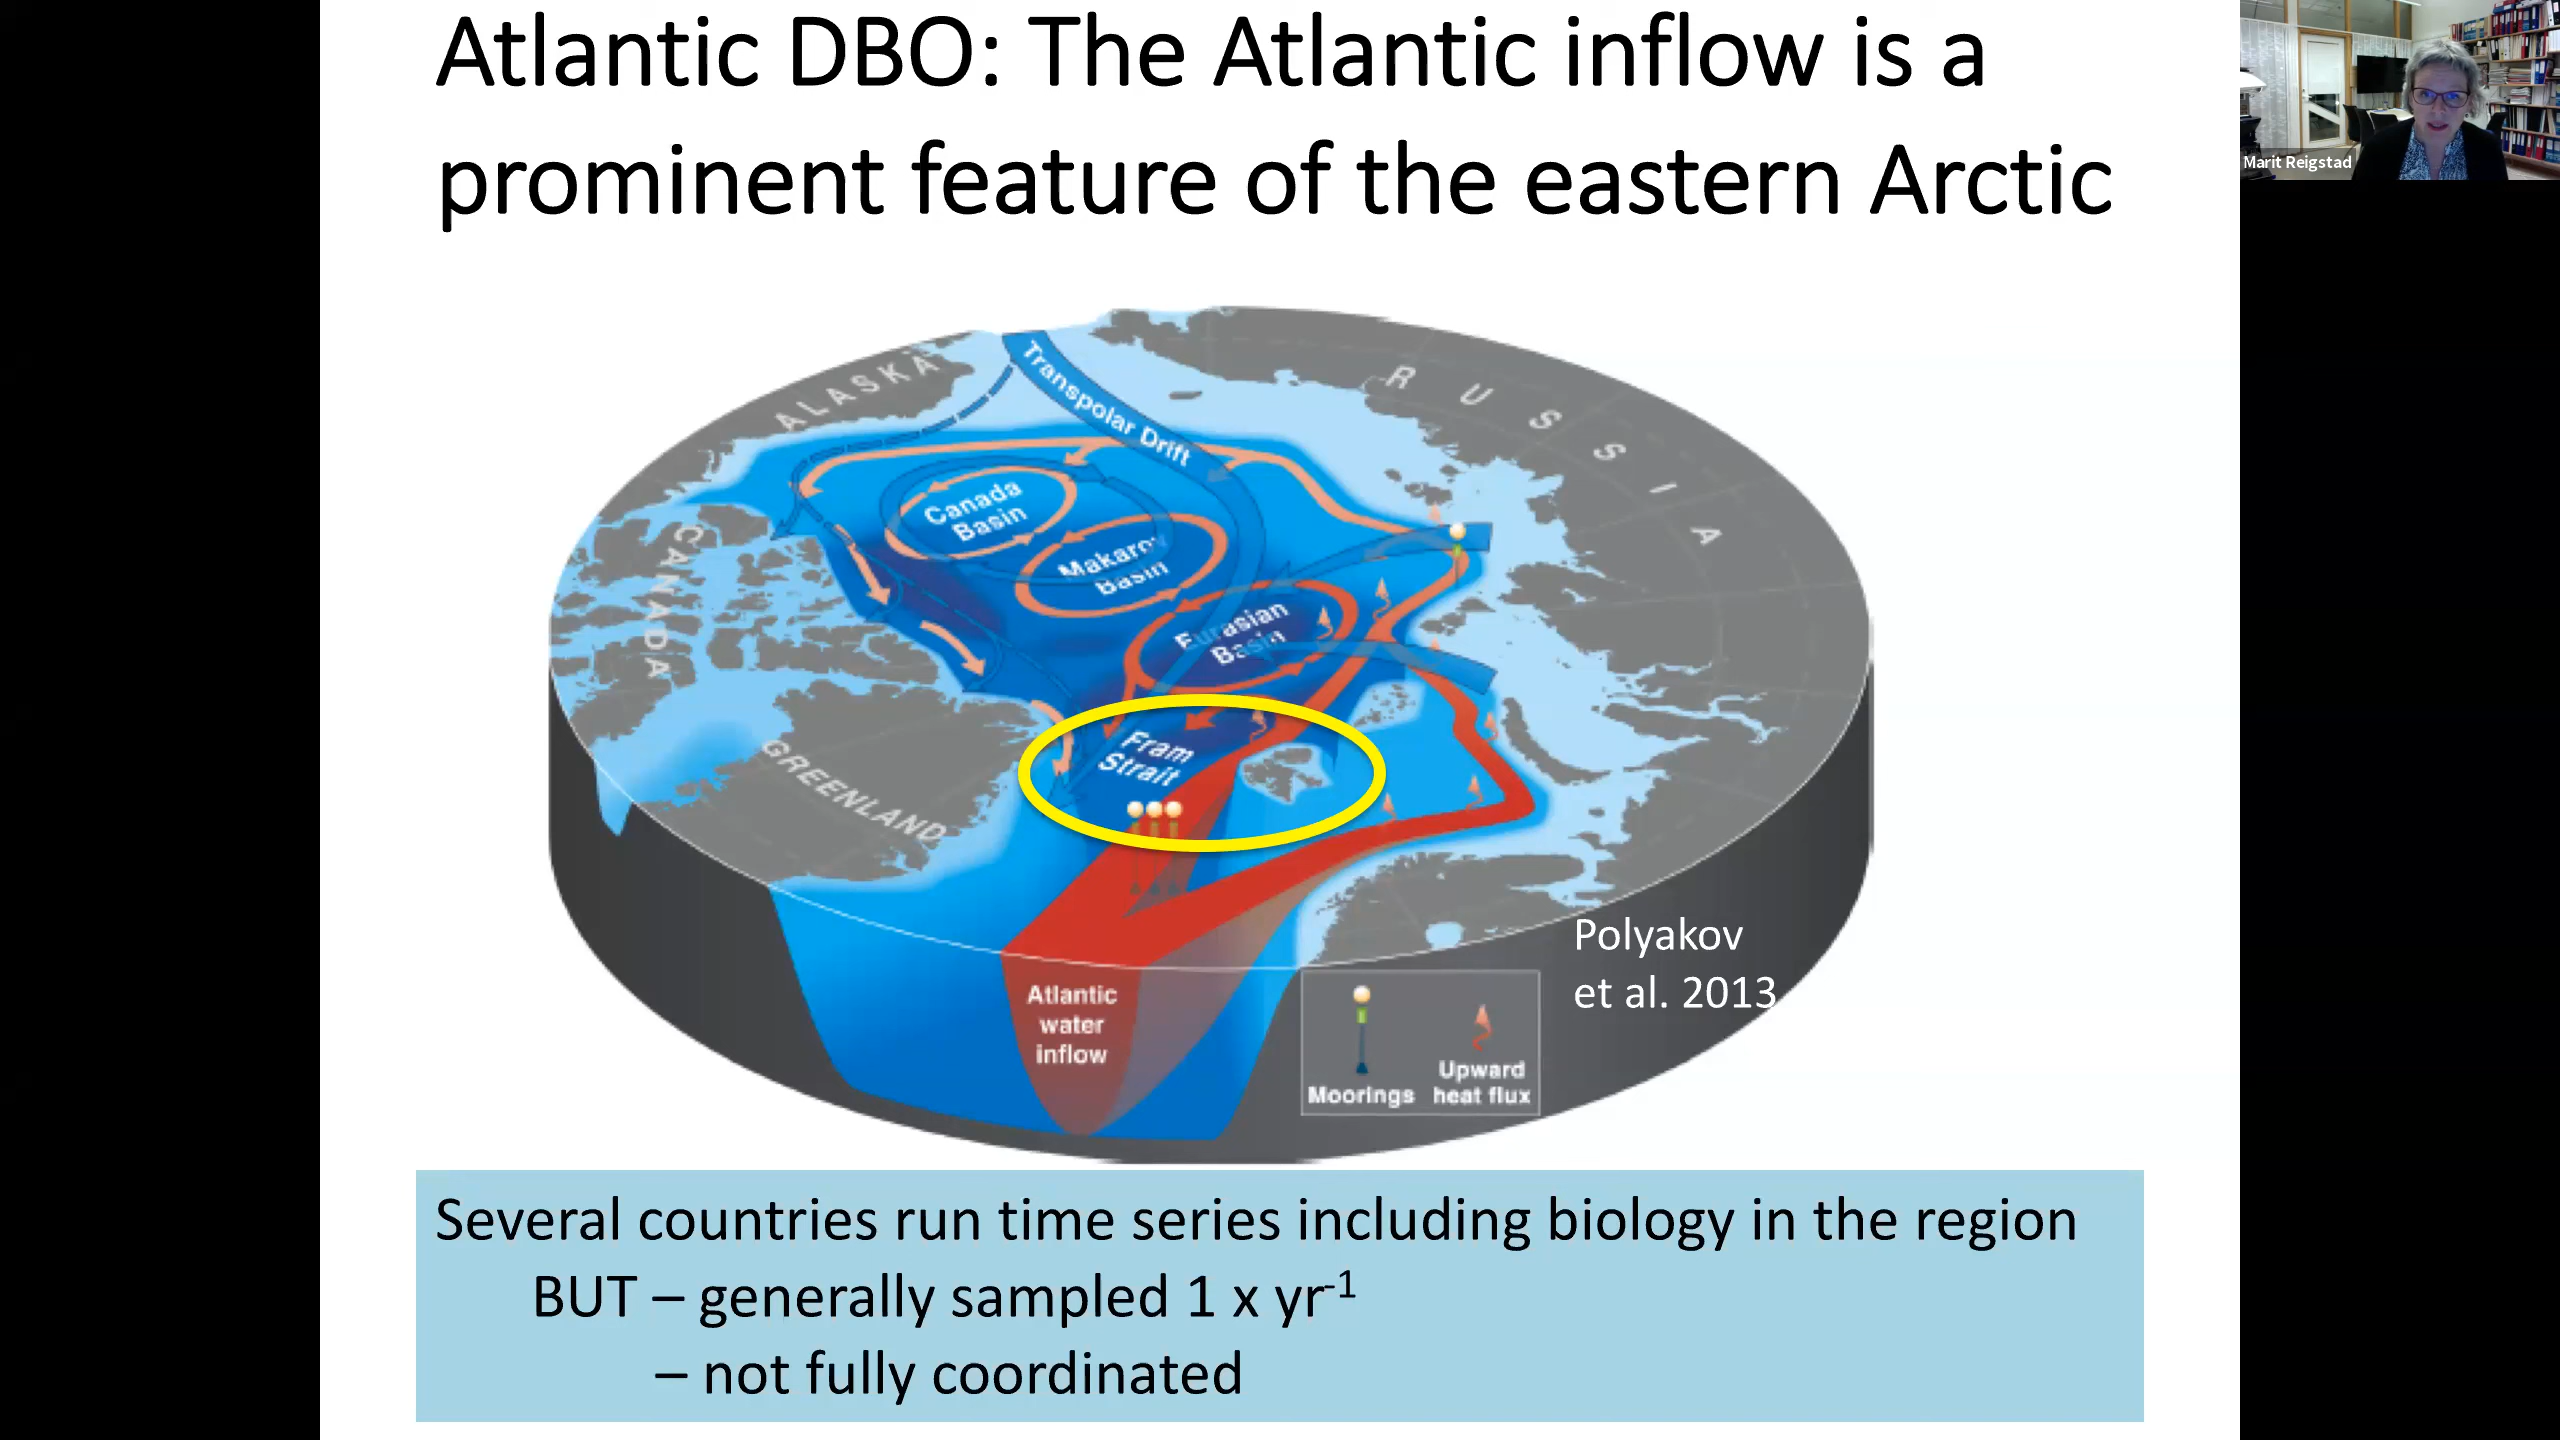 Atlantic DBO: The Atlantic inflow is a
prominent feature of the eastern Arctic
Marit Reigstad
ALASKA
RUSSIA
Transpolar Drift
CANADA
Canada
Basin
Makarov
Basin
Eurasian
Basin
Fram
Strait
GREENLAND
Polyakov
et al. 2013
Atlantic
water
inflow
Moorings
Upward
heat flux
Several countries run time series including biology in the region
BUT – generally sampled 1 x yr⁻¹
– not fully coordinated